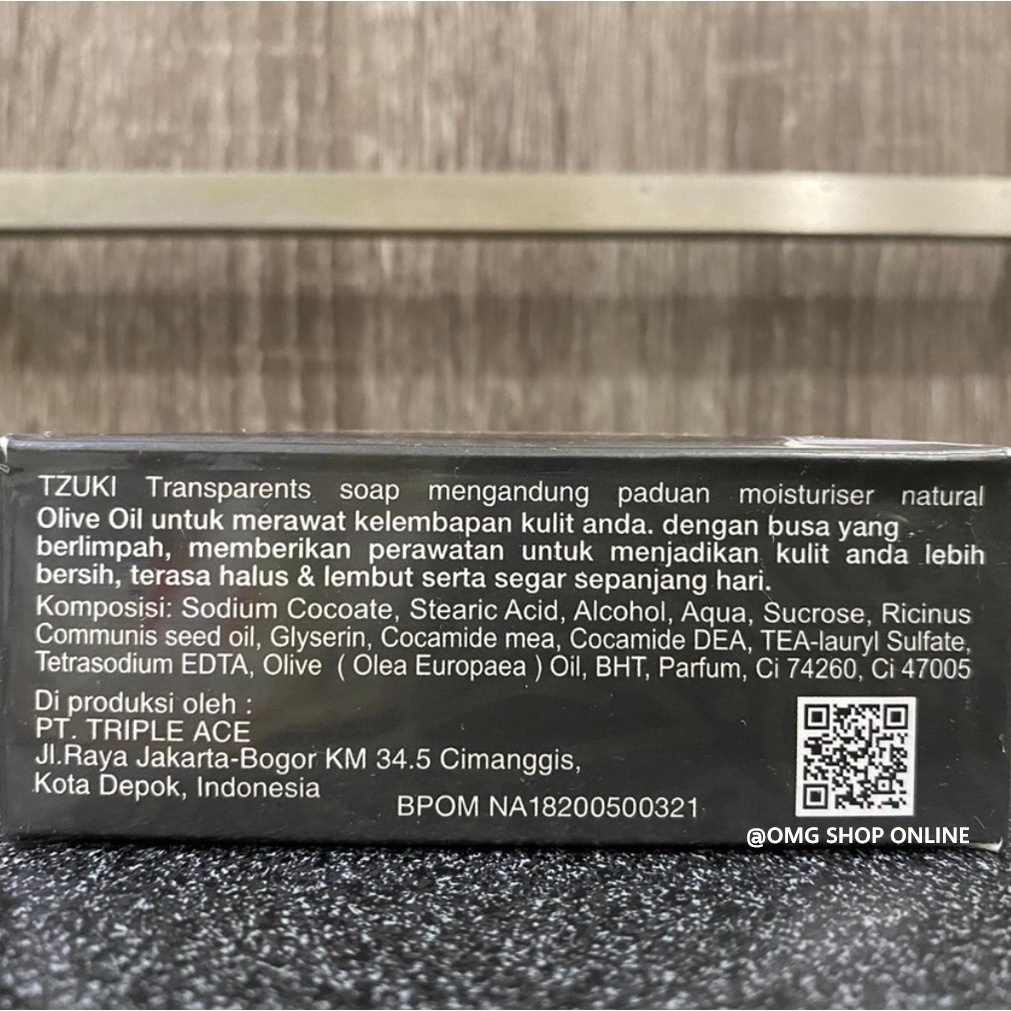 TZUKI Transparents soap mengandung paduan moisturiser natural
Olive Oil untuk merawat kelembapan kulit anda. dengan busa yang
berlimpah, memberikan perawatan untuk menjadikan kulit anda lebih
bersih, terasa halus & lembut serta segar sepanjang hari.
Komposisi: Sodium Cocoate, Stearic Acid, Alcohol, Aqua, Sucrose, Ricinus
Communis seed oil, Glyserin, Cocamide mea, Cocamide DEA, TEA-lauryl Sulfate,
Tetrasodium EDTA, Olive ( Olea Europaea ) Oil, BHT, Parfum, Ci 74260, Ci 47005
Di produksi oleh :
PT. TRIPLE ACE
Jl.Raya Jakarta-Bogor KM 34.5 Cimanggis,
Kota Depok, Indonesia
BPOM NA18200500321
@OMG SHOP ONLINE